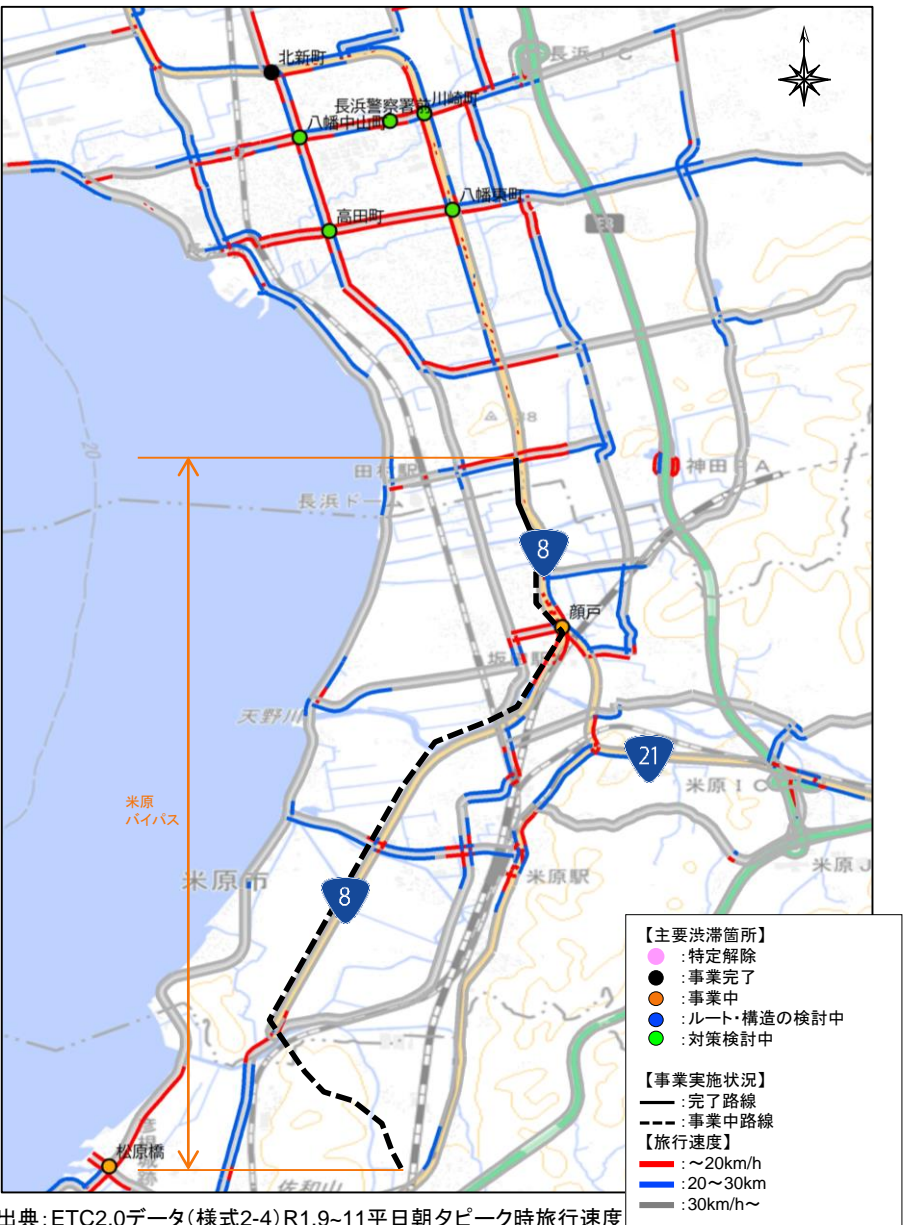 北新町
長浜IC
長浜警察署前
川崎町
八幡中山町
八幡東町
高田町
38
20
田村駅
神田PA
長浜ドーム
8
顔戸
天野川
21
米原IC
米原
バイパス
米原駅
米原J
米原市
8
松原橋
彦根城跡
佐和山
【主要渋滞箇所】
:特定解除
:事業完了
:事業中
:ルート・構造の検討中
:対策検討中
【事業実施状況】
:完了路線
:事業中路線
【旅行速度】
:~20km/h
:20~30km
:30km/h~
出典:ETC2.0データ(様式2-4)R1.9~11平日朝夕ピーク時旅行速度